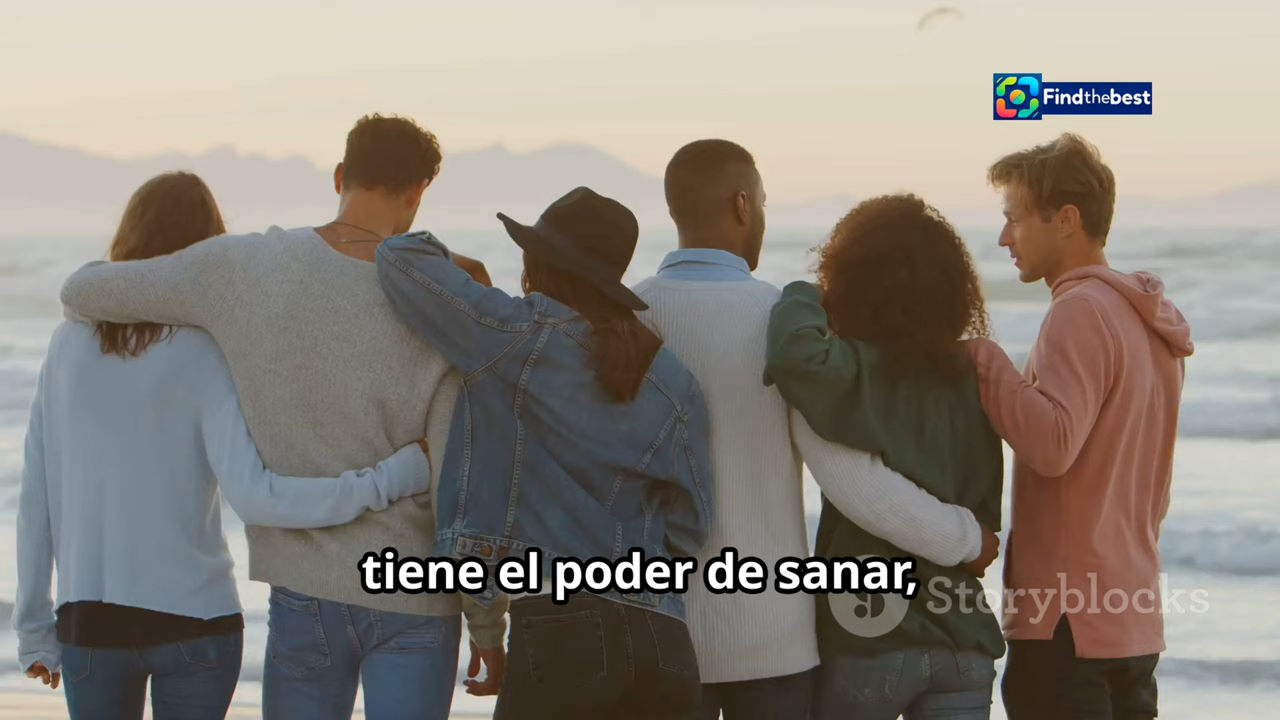 Findthebest
tiene el poder de sanar,
Storyblocks